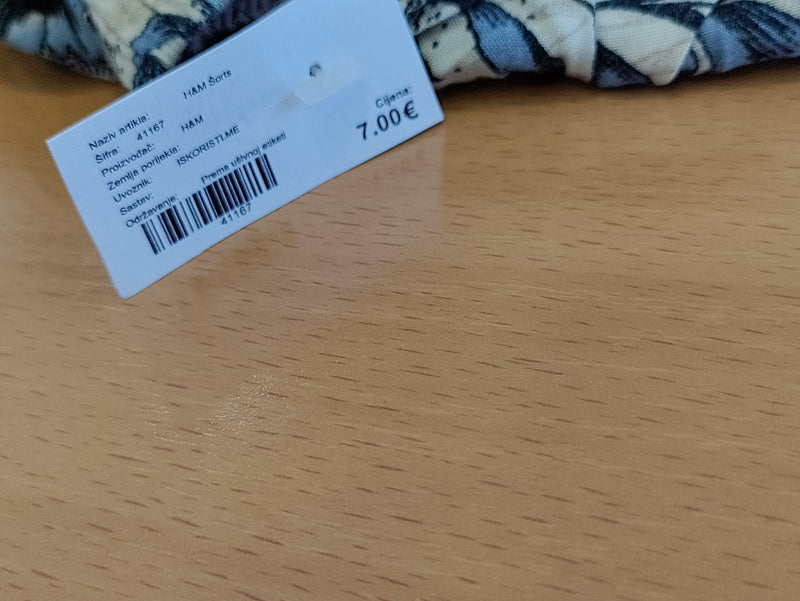 Naziv artikla: H&M Šorts
Šifra: 41167
Proizvođač: H&M
Zemlja porijekla:
Uvoznik: ISKORISTI.ME
Sastav:
Održavanje: Prema ušivnoj etiketi
41167
Cijena:
7.00€